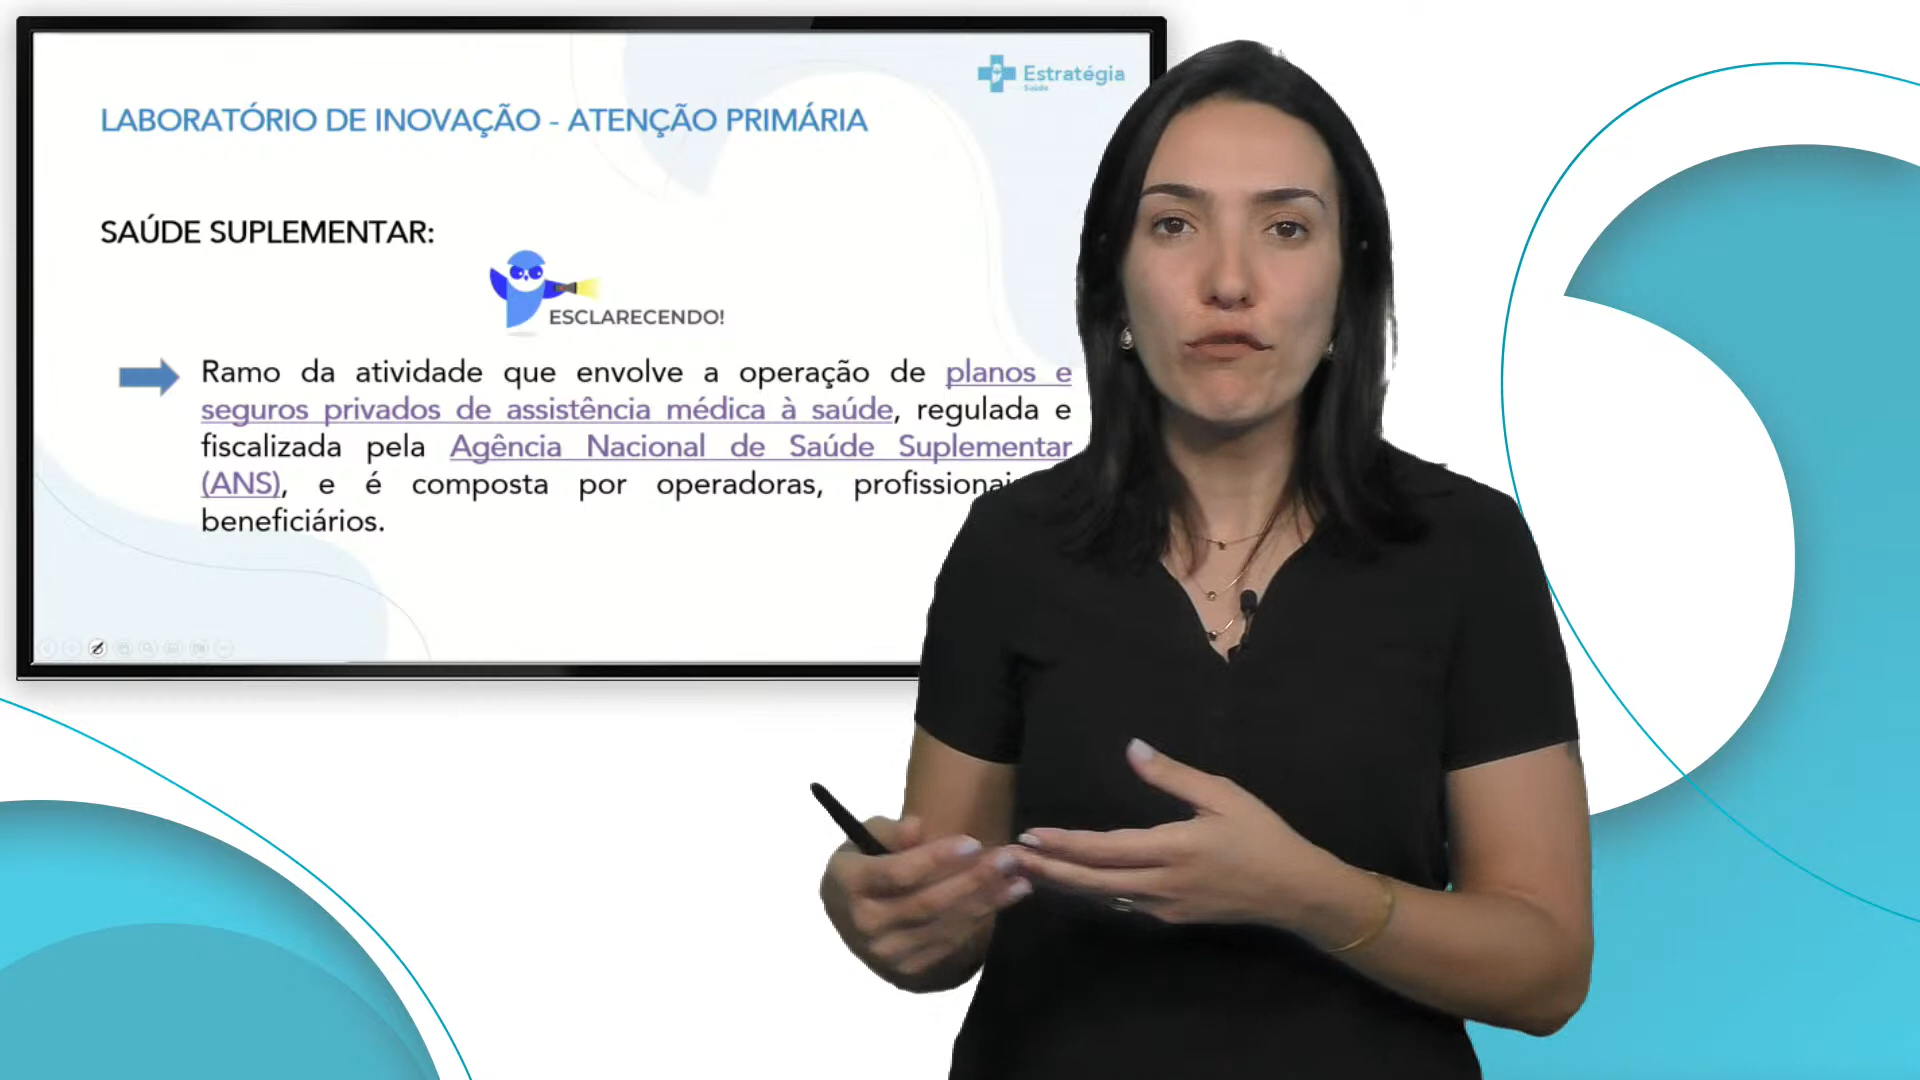 Estratégia
Saúde
LABORATÓRIO DE INOVAÇÃO - ATENÇÃO PRIMÁRIA
SAÚDE SUPLEMENTAR:
ESCLARECENDO!
Ramo da atividade que envolve a operação de planos e
seguros privados de assistência médica à saúde, regulada e
fiscalizada pela Agência Nacional de Saúde Suplementar
(ANS), e é composta por operadoras,
beneficiários.